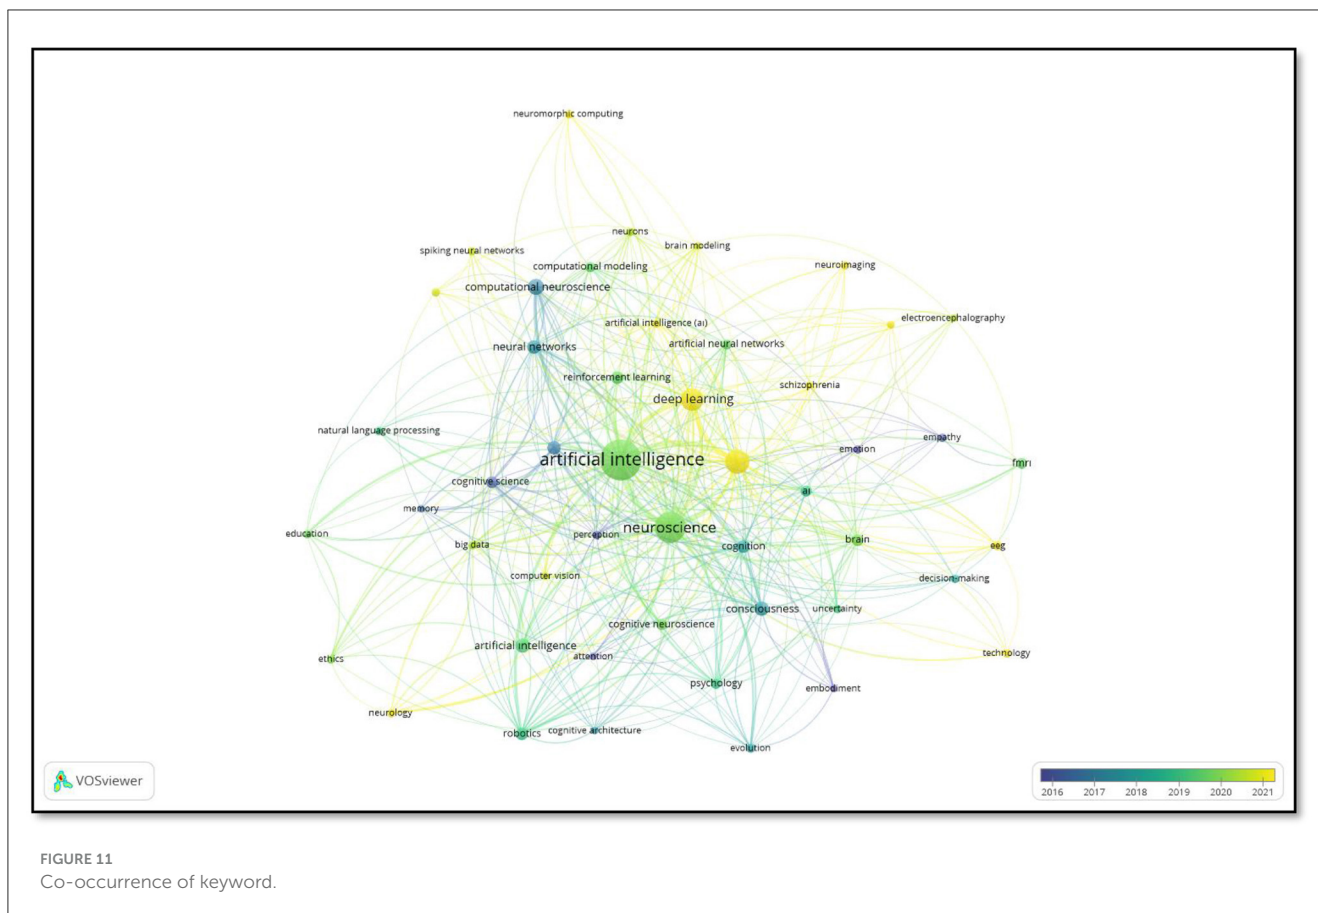 neuromorphic computing
neurons
brain modeling
spiking neural networks
computational modeling
neuroimaging
computational neuroscience
electroencephalography
artificial intelligence (ai)
neural networks
artificial neural networks
reinforcement learning
schizophrenia
deep learning
natural language processing
empathy
emotion
artificial intelligence
fmri
cognitive science
ai
memory
neuroscience
education
perception
big data
cognition
brain
eeg
computer vision
decision-making
consciousness
uncertainty
cognitive neuroscience
artificial intelligence
attention
ethics
technology
psychology
embodiment
neurology
robotics
cognitive architecture
evolution
VOSviewer
2016 2017 2018 2019 2020 2021
FIGURE 11
Co-occurrence of keyword.